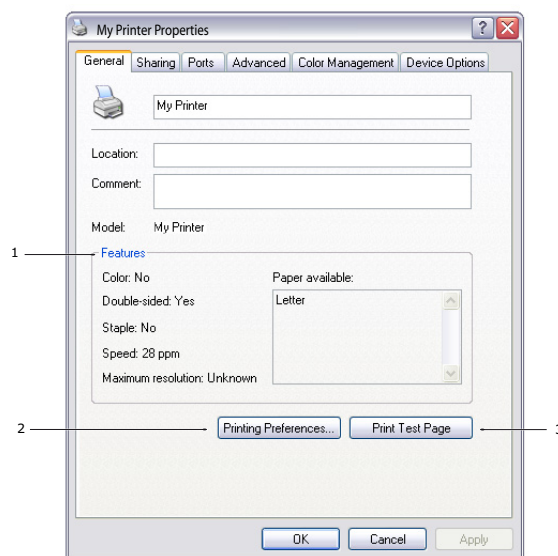 My Printer Properties
General Sharing Ports Advanced Color Management Device Options
My Printer
Location:
Comment:
Model: My Printer
1
Features
Color: No
Paper available:
Double-sided: Yes
Letter
Staple: No
Speed: 28 ppm
Maximum resolution: Unknown
2
Printing Preferences...
Print Test Page
OK Cancel Apply